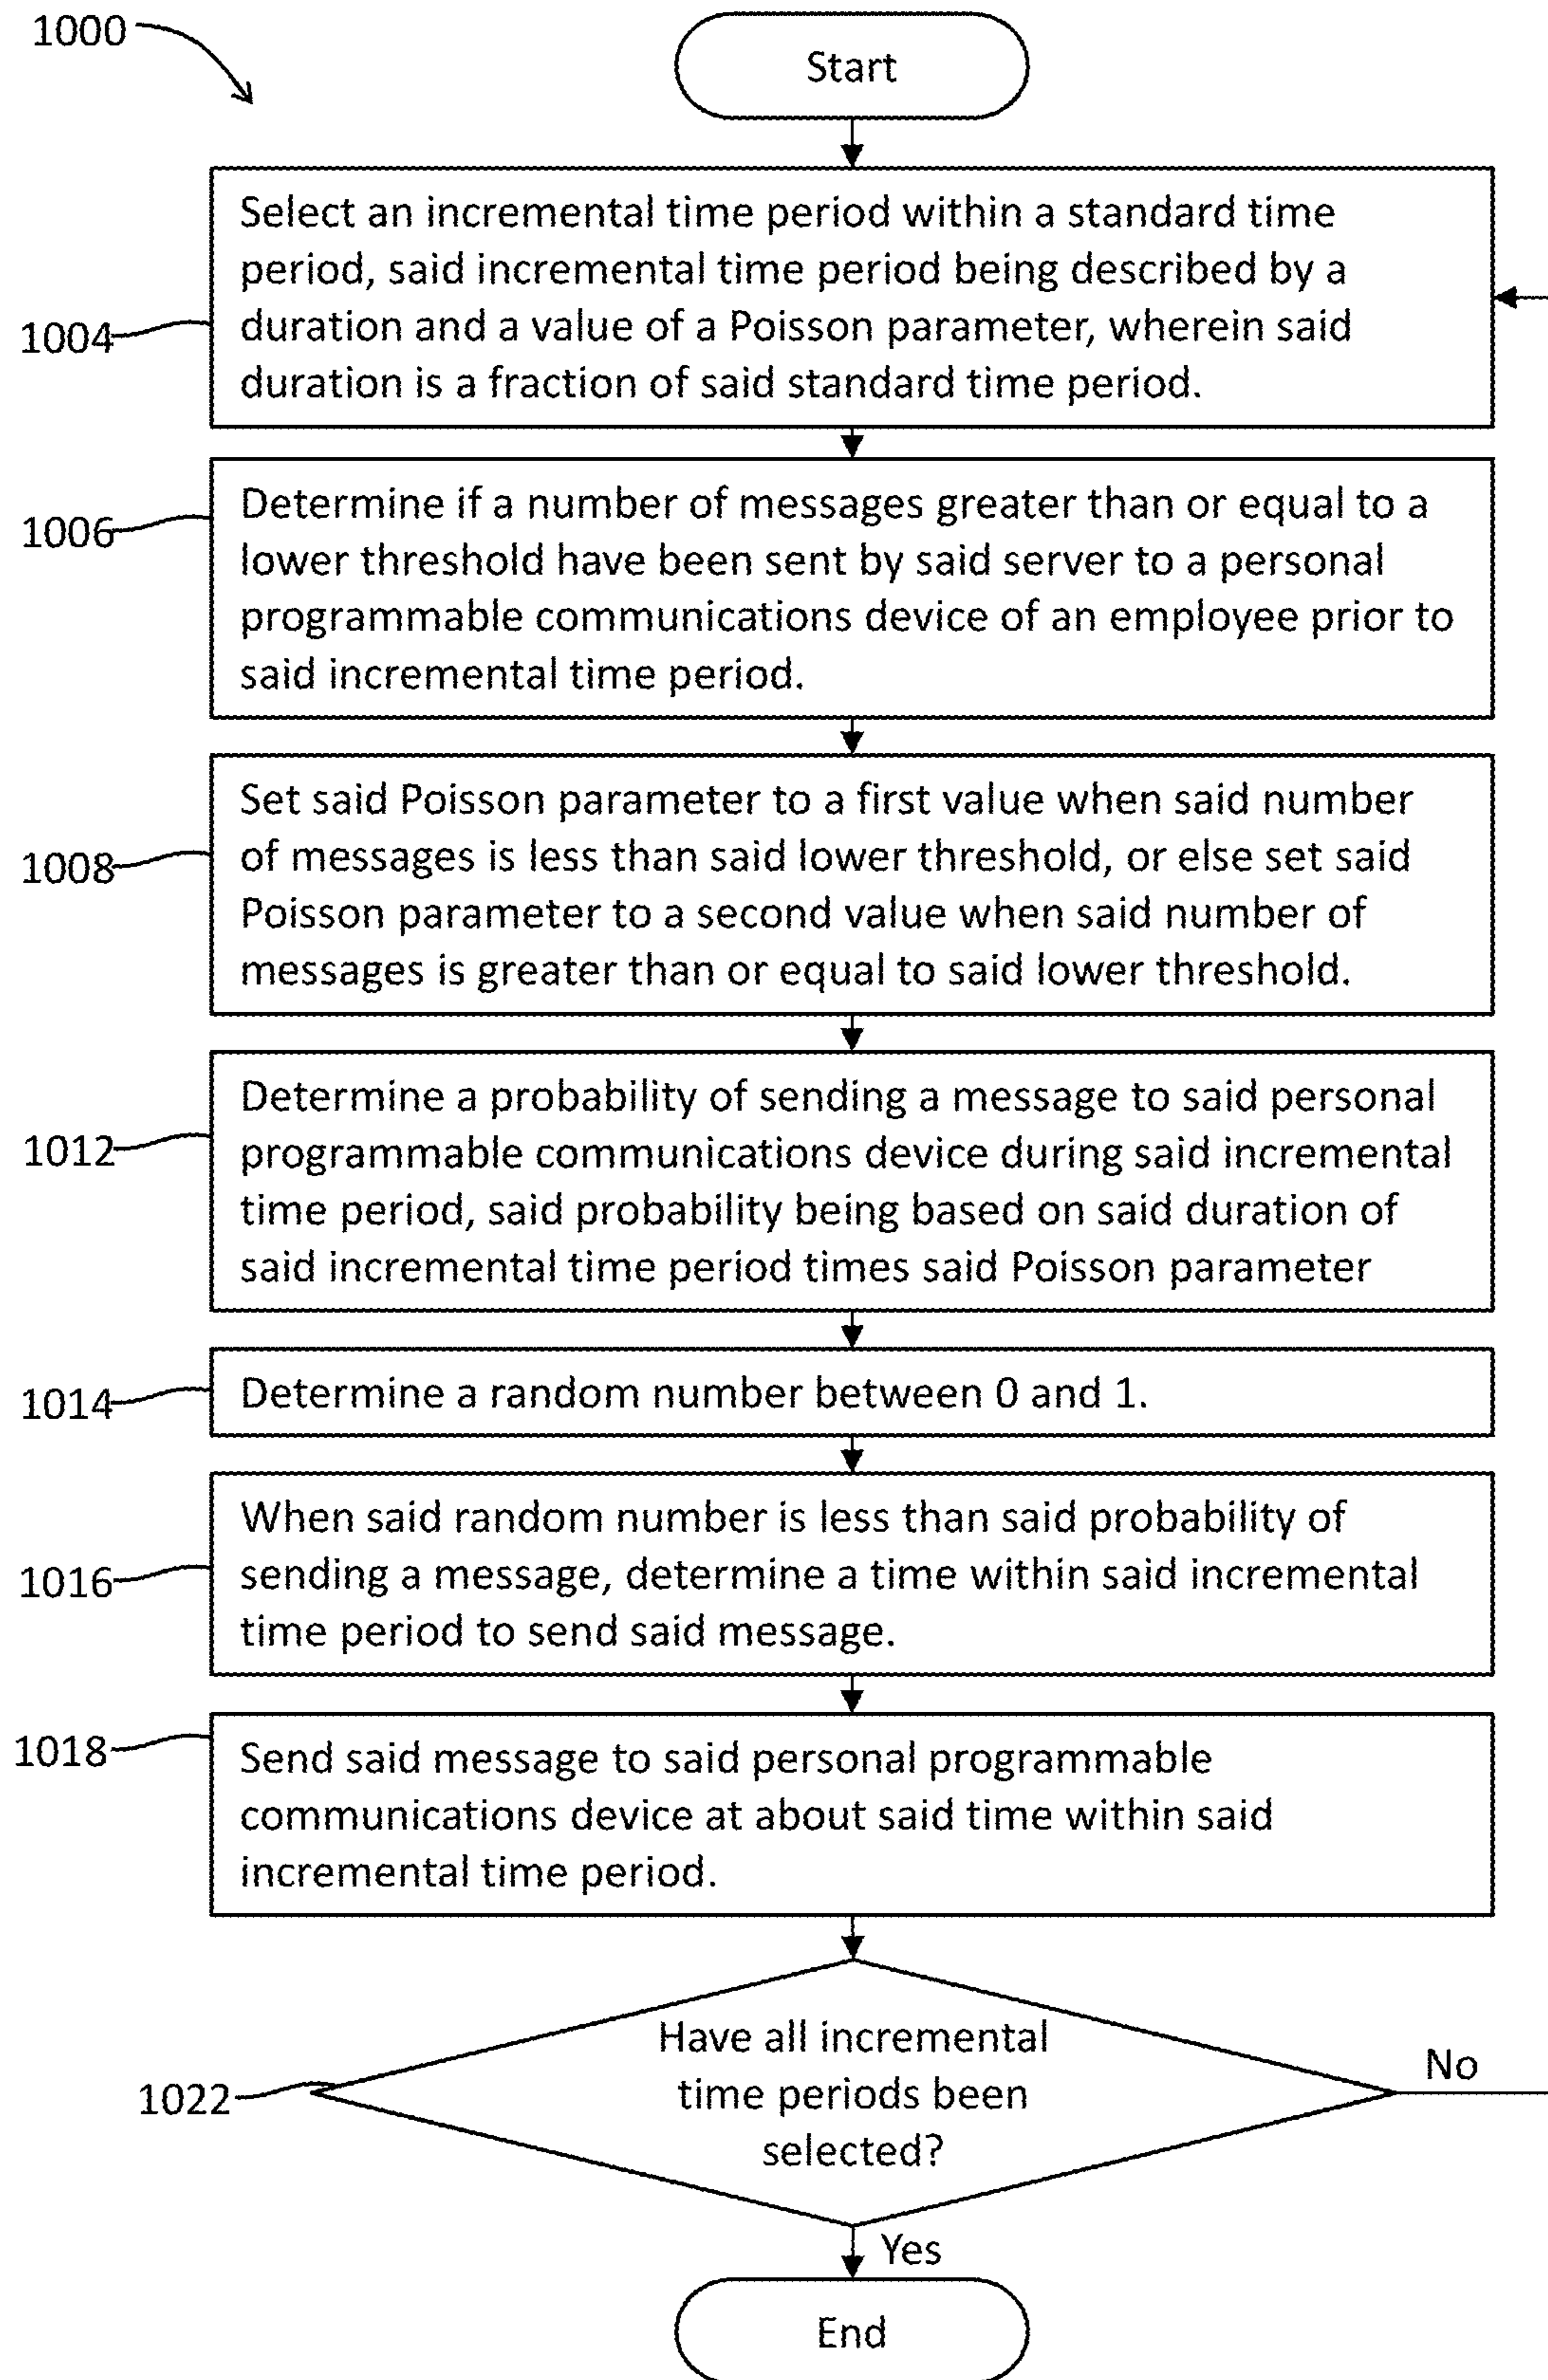 1000
Start
Select an incremental time period within a standard time
period, said incremental time period being described by a
duration and a value of a Poisson parameter, wherein said
duration is a fraction of said standard time period.
1004
Determine if a number of messages greater than or equal to a
lower threshold have been sent by said server to a personal
programmable communications device of an employee prior to
said incremental time period.
1006
Set said Poisson parameter to a first value when said number
of messages is less than said lower threshold, or else set said
Poisson parameter to a second value when said number of
messages is greater than or equal to said lower threshold.
1008
Determine a probability of sending a message to said personal
programmable communications device during said incremental
time period, said probability being based on said duration of
said incremental time period times said Poisson parameter
1012
Determine a random number between 0 and 1.
1014
When said random number is less than said probability of
sending a message, determine a time within said incremental
time period to send said message.
1016
Send said message to said personal programmable
communications device at about said time within said
incremental time period.
1018
Have all incremental
time periods been
selected?
1022
No
Yes
End